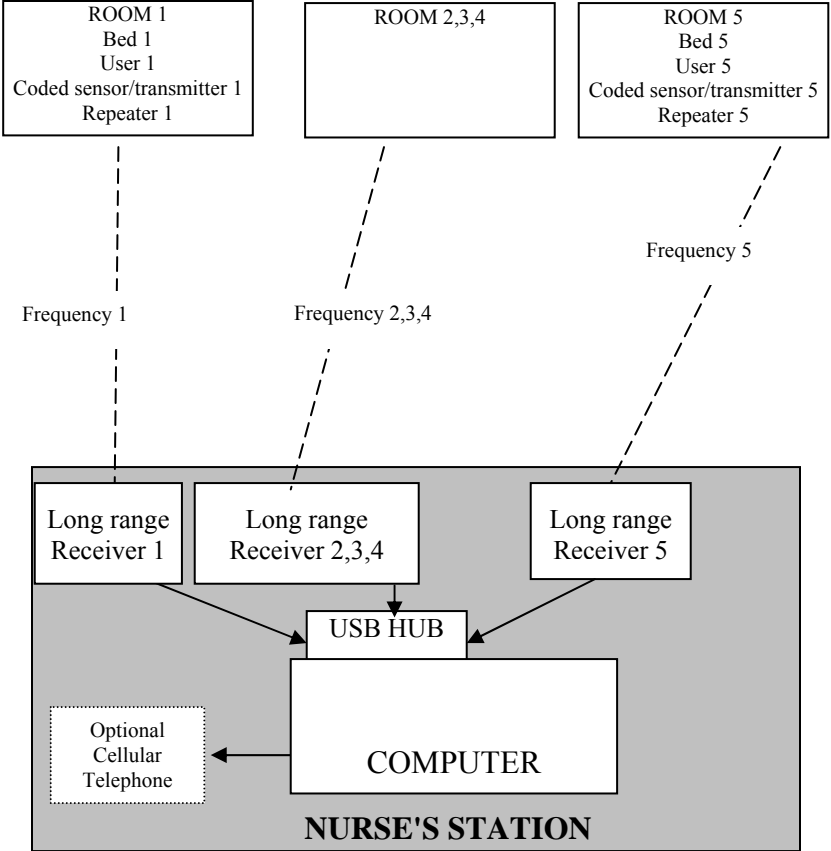 ROOM 1
Bed 1
User 1
Coded sensor/transmitter 1
Repeater 1
ROOM 2,3,4
ROOM 5
Bed 5
User 5
Coded sensor/transmitter 5
Repeater 5
Frequency 1
Frequency 2,3,4
Frequency 5
Long range
Receiver 1
Long range
Receiver 2,3,4
Long range
Receiver 5
USB HUB
COMPUTER
Optional
Cellular
Telephone
NURSE'S STATION